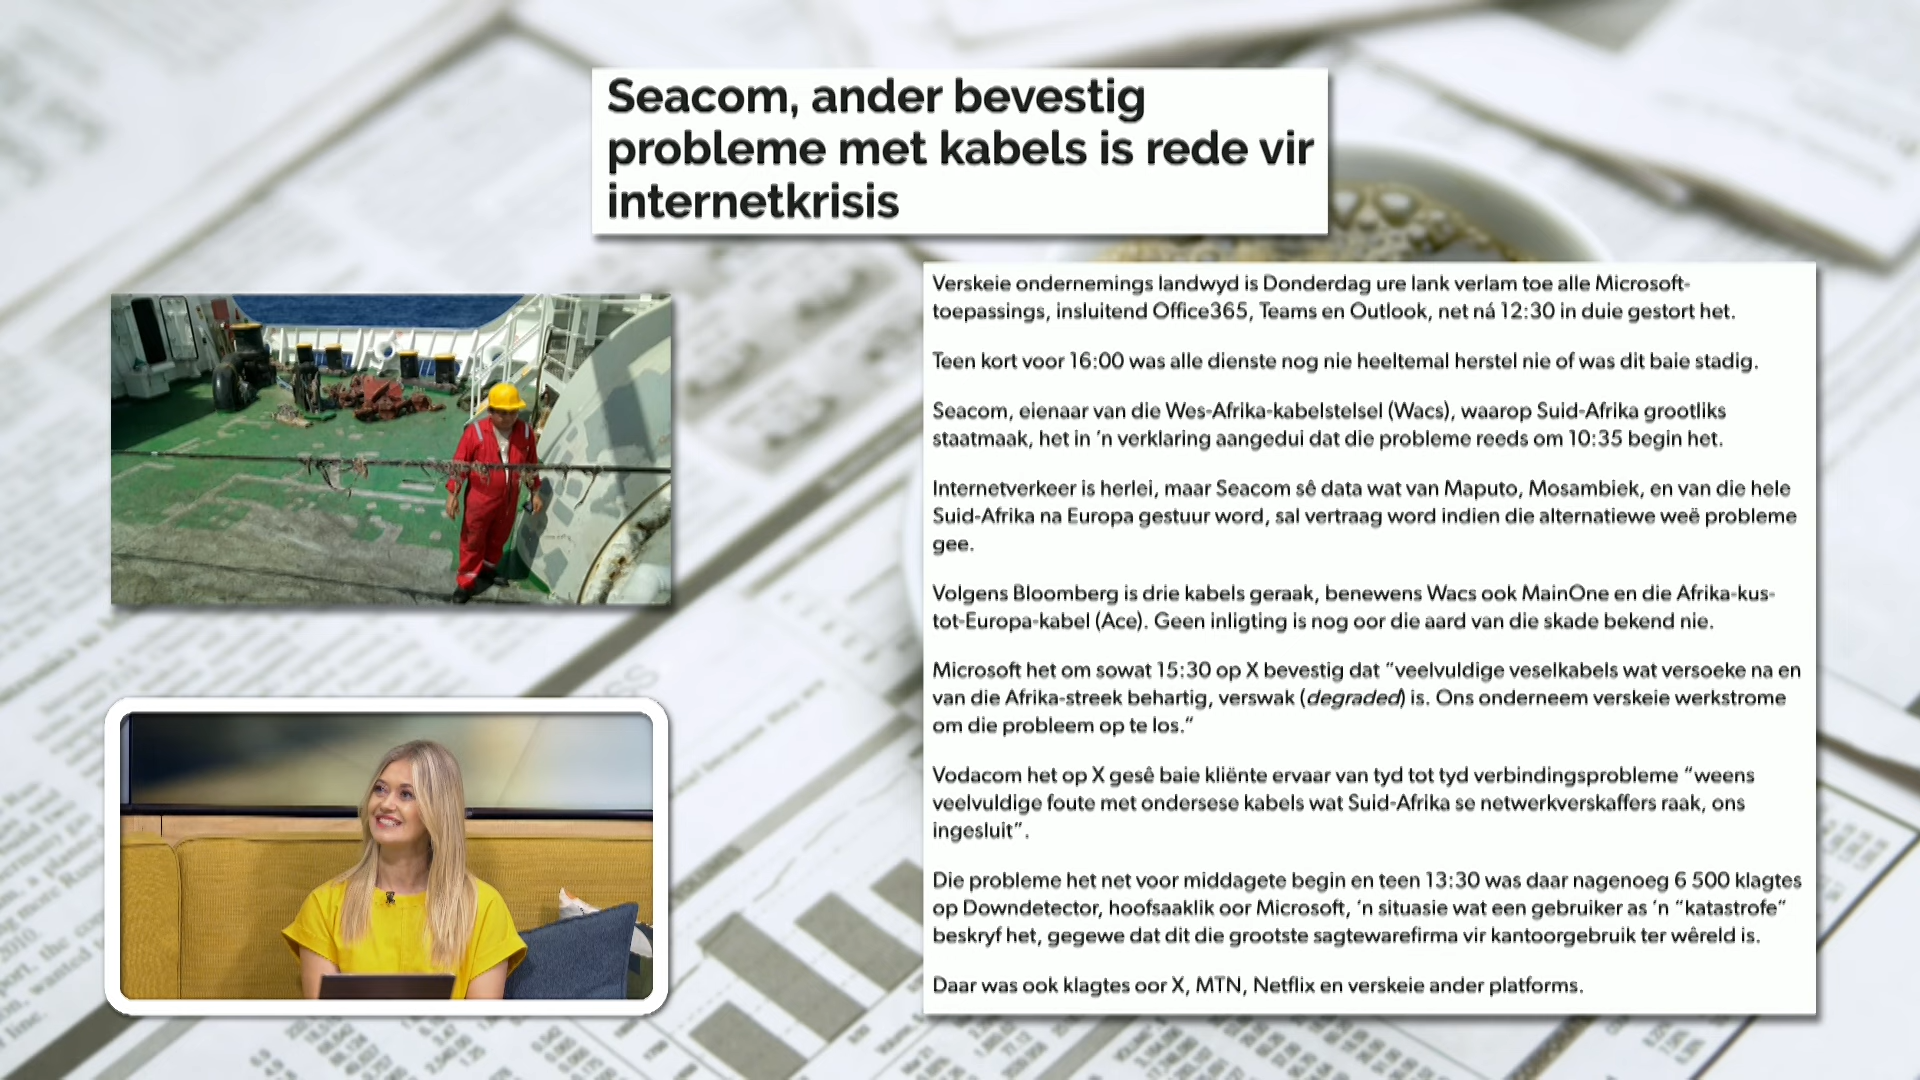 Seacom, ander bevestig
probleme met kabels is rede vir
internetkrisis
Verskeie ondernemings landwyd is Donderdag ure lank verlam toe alle Microsoft-
toepassings, insluitend Office365, Teams en Outlook, net ná 12:30 in duie gestort het.
Teen kort voor 16:00 was alle dienste nog nie heeltemal herstel nie of was dit baie stadig.
Seacom, eienaar van die Wes-Afrika-kabelstelsel (Wacs), waarop Suid-Afrika grootliks
staatmaak, het in ’n verklaring aangedui dat die probleme reeds om 10:35 begin het.
Internetverkeer is herlei, maar Seacom sê data wat van Maputo, Mosambiek, en van die hele
Suid-Afrika na Europa gestuur word, sal vertraag word indien die alternatiewe weë probleme
gee.
Volgens Bloomberg is drie kabels geraak, benewens Wacs ook MainOne en die Afrika-kus-
tot-Europa-kabel (Ace). Geen inligting is nog oor die aard van die skade bekend nie.
Microsoft het om sowat 15:30 op X bevestig dat “veelvuldige veselkabels wat versoeke na en
van die Afrika-streek behartig, verswak (degraded) is. Ons onderneem verskeie werkstrome
om die probleem op te los.”
Vodacom het op X gesê baie kliënte ervaar van tyd tot tyd verbindingsprobleme “weens
veelvuldige foute met ondersese kabels wat Suid-Afrika se netwerkverskaffers raak, ons
ingesluit”.
Die probleme het net voor middagete begin en teen 13:30 was daar nagenoeg 6 500 klagtes
op Downdetector, hoofsaaklik oor Microsoft, ’n situasie wat een gebruiker as ’n “katastrofe”
beskryf het, gegewe dat dit die grootste sagtewarefirma vir kantoorgebruik ter wêreld is.
Daar was ook klagtes oor X, MTN, Netflix en verskeie ander platforms.